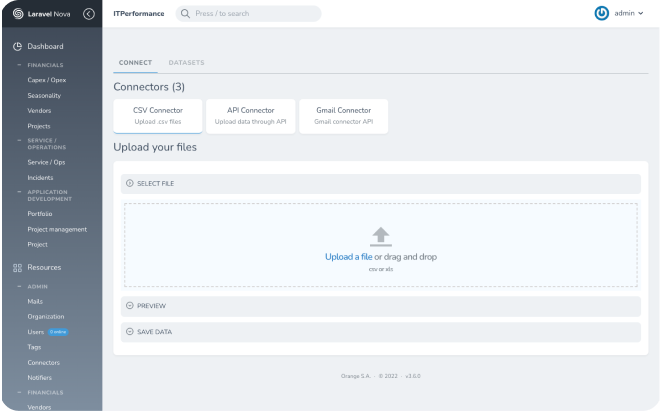 Laravel Nova
ITPerformance
Press / to search
admin
Dashboard
FINANCIALS
Capex / Opex
Seasonality
Vendors
Projects
SERVICE /
OPERATIONS
Service / Ops
Incidents
APPLICATION
DEVELOPMENT
Portfolio
Project management
Project
Resources
ADMIN
Mails
Organization
Users 0 online
Tags
Connectors
Notifiers
FINANCIALS
Vendors
CONNECT DATASETS
Connectors (3)
CSV Connector
Upload .csv files
API Connector
Upload data through API
Gmail Connector
Gmail connector API
Upload your files
SELECT FILE
Upload a file or drag and drop
csv or xls
PREVIEW
SAVE DATA
Orange S.A. · © 2022 · v3.6.0